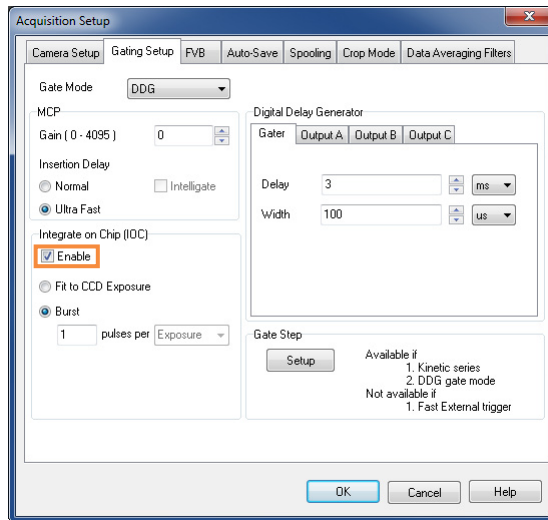 Acquisition Setup
Camera Setup Gating Setup FVB Auto-Save Spooling Crop Mode Data Averaging Filters
Gate Mode DDG
MCP
Gain ( 0 - 4095 ) 0
Insertion Delay
Normal Intelligate
Ultra Fast
Integrate on Chip (IOC)
Enable
Fit to CCD Exposure
Burst
1 pulses per Exposure
Digital Delay Generator
Gater Output A Output B Output C
Delay 3 ms
Width 100 us
Gate Step
Setup
Available if
1. Kinetic series
2. DDG gate mode
Not available if
1. Fast External trigger
OK Cancel Help